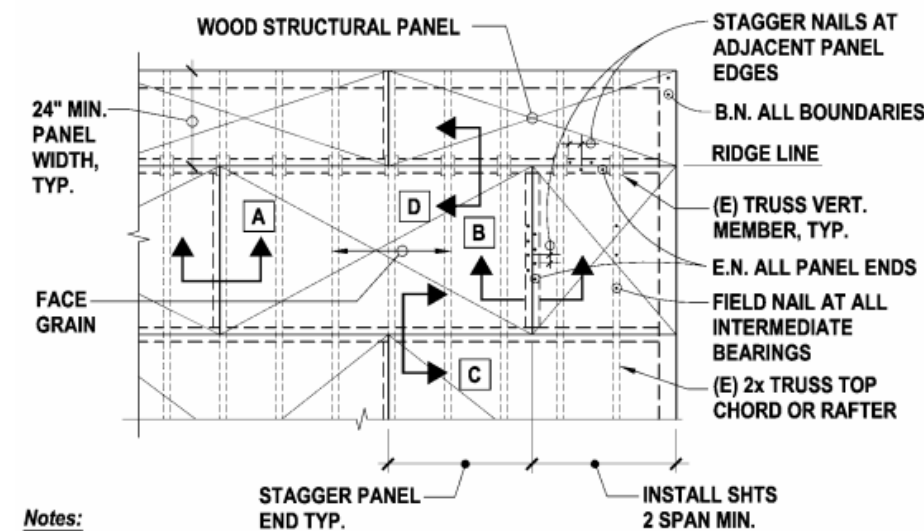 WOOD STRUCTURAL PANEL
STAGGER NAILS AT
ADJACENT PANEL
EDGES
24" MIN.
PANEL
WIDTH,
TYP.
B.N. ALL BOUNDARIES
RIDGE LINE
A
D
B
(E) TRUSS VERT.
MEMBER, TYP.
E.N. ALL PANEL ENDS
FACE
GRAIN
FIELD NAIL AT ALL
INTERMEDIATE
BEARINGS
C
(E) 2x TRUSS TOP
CHORD OR RAFTER
STAGGER PANEL
END TYP.
INSTALL SHTS
2 SPAN MIN.
Notes: